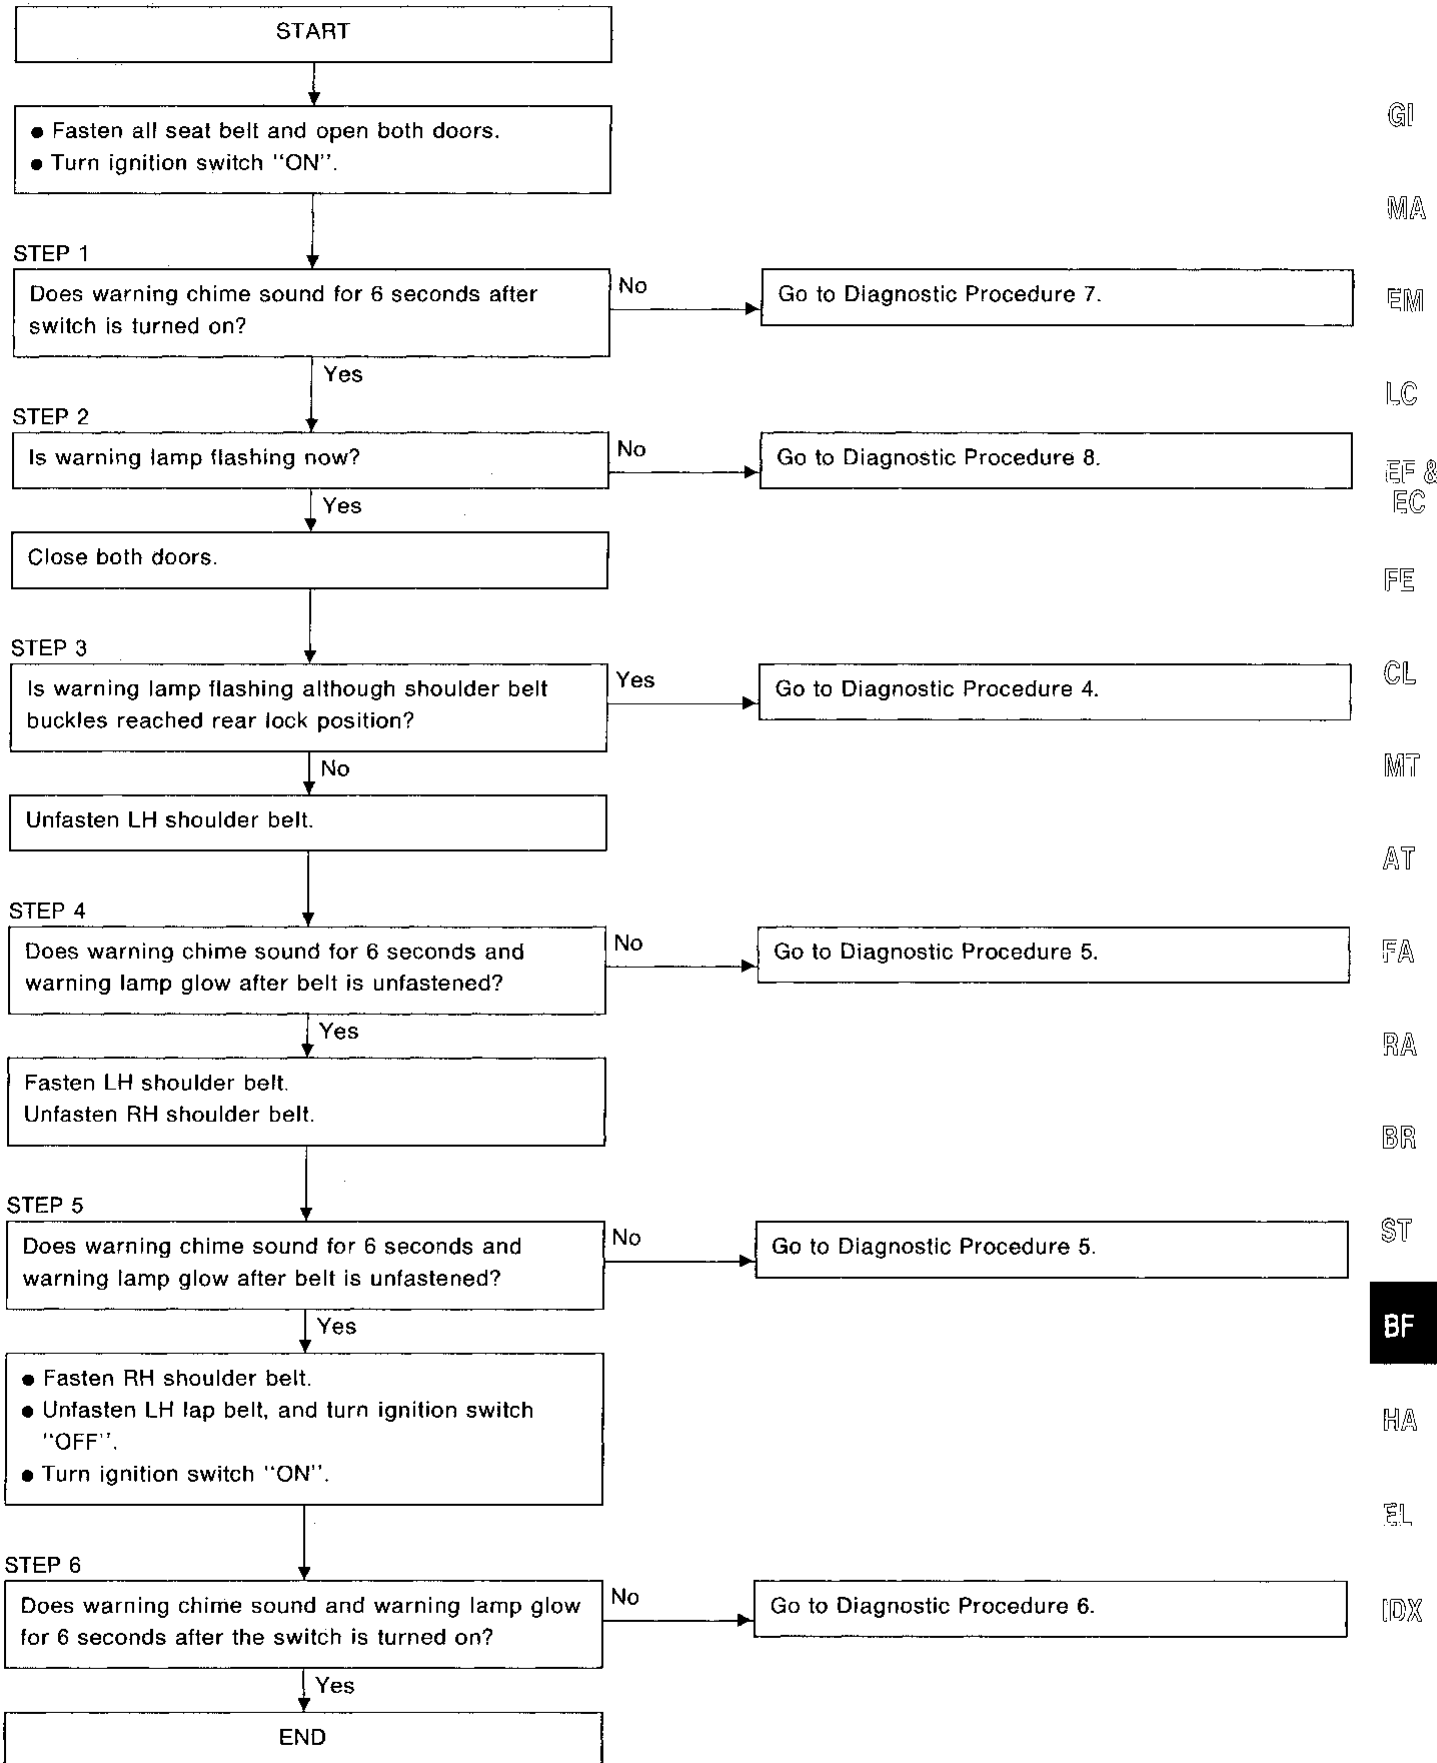 START
● Fasten all seat belt and open both doors.
● Turn ignition switch "ON".
STEP 1
Does warning chime sound for 6 seconds after
switch is turned on?
No
Go to Diagnostic Procedure 7.
Yes
STEP 2
Is warning lamp flashing now?
No
Go to Diagnostic Procedure 8.
Yes
Close both doors.
STEP 3
Is warning lamp flashing although shoulder belt
buckles reached rear lock position?
Yes
Go to Diagnostic Procedure 4.
No
Unfasten LH shoulder belt.
STEP 4
Does warning chime sound for 6 seconds and
warning lamp glow after belt is unfastened?
No
Go to Diagnostic Procedure 5.
Yes
Fasten LH shoulder belt.
Unfasten RH shoulder belt.
STEP 5
Does warning chime sound for 6 seconds and
warning lamp glow after belt is unfastened?
No
Go to Diagnostic Procedure 5.
Yes
● Fasten RH shoulder belt.
● Unfasten LH lap belt, and turn ignition switch
"OFF".
● Turn ignition switch "ON".
STEP 6
Does warning chime sound and warning lamp glow
for 6 seconds after the switch is turned on?
No
Go to Diagnostic Procedure 6.
Yes
END
GI
MA
EM
LC
EF &
EC
FE
CL
MT
AT
FA
RA
BR
ST
BF
HA
EL
IDX